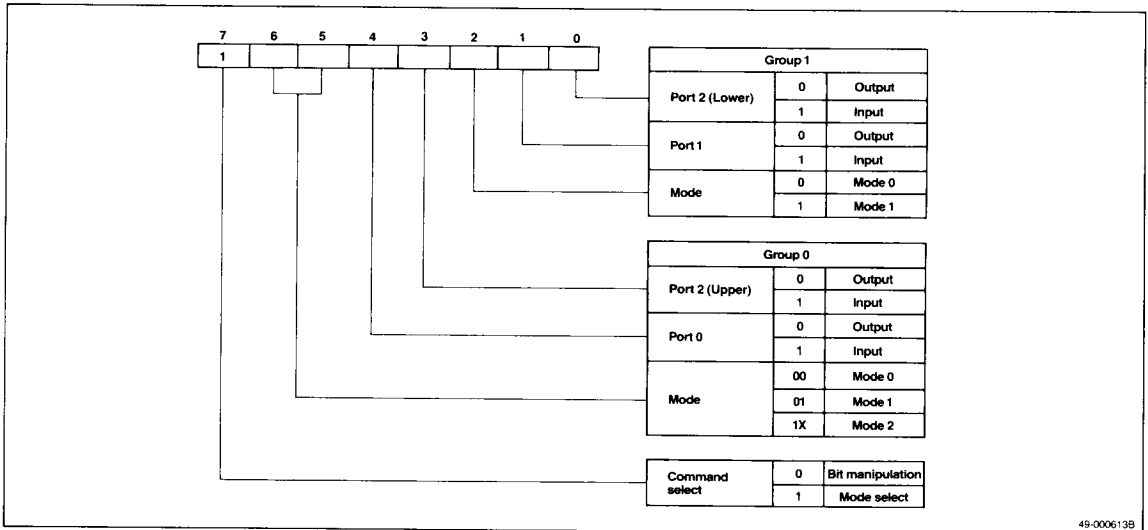 7 6 5 4 3 2 1 0
1
Group 1
Port 2 (Lower) 0 Output
1 Input
Port 1 0 Output
1 Input
Mode 0 Mode 0
1 Mode 1
Group 0
Port 2 (Upper) 0 Output
1 Input
Port 0 0 Output
1 Input
Mode 00 Mode 0
01 Mode 1
1X Mode 2
Command select 0 Bit manipulation
1 Mode select
49-000613B